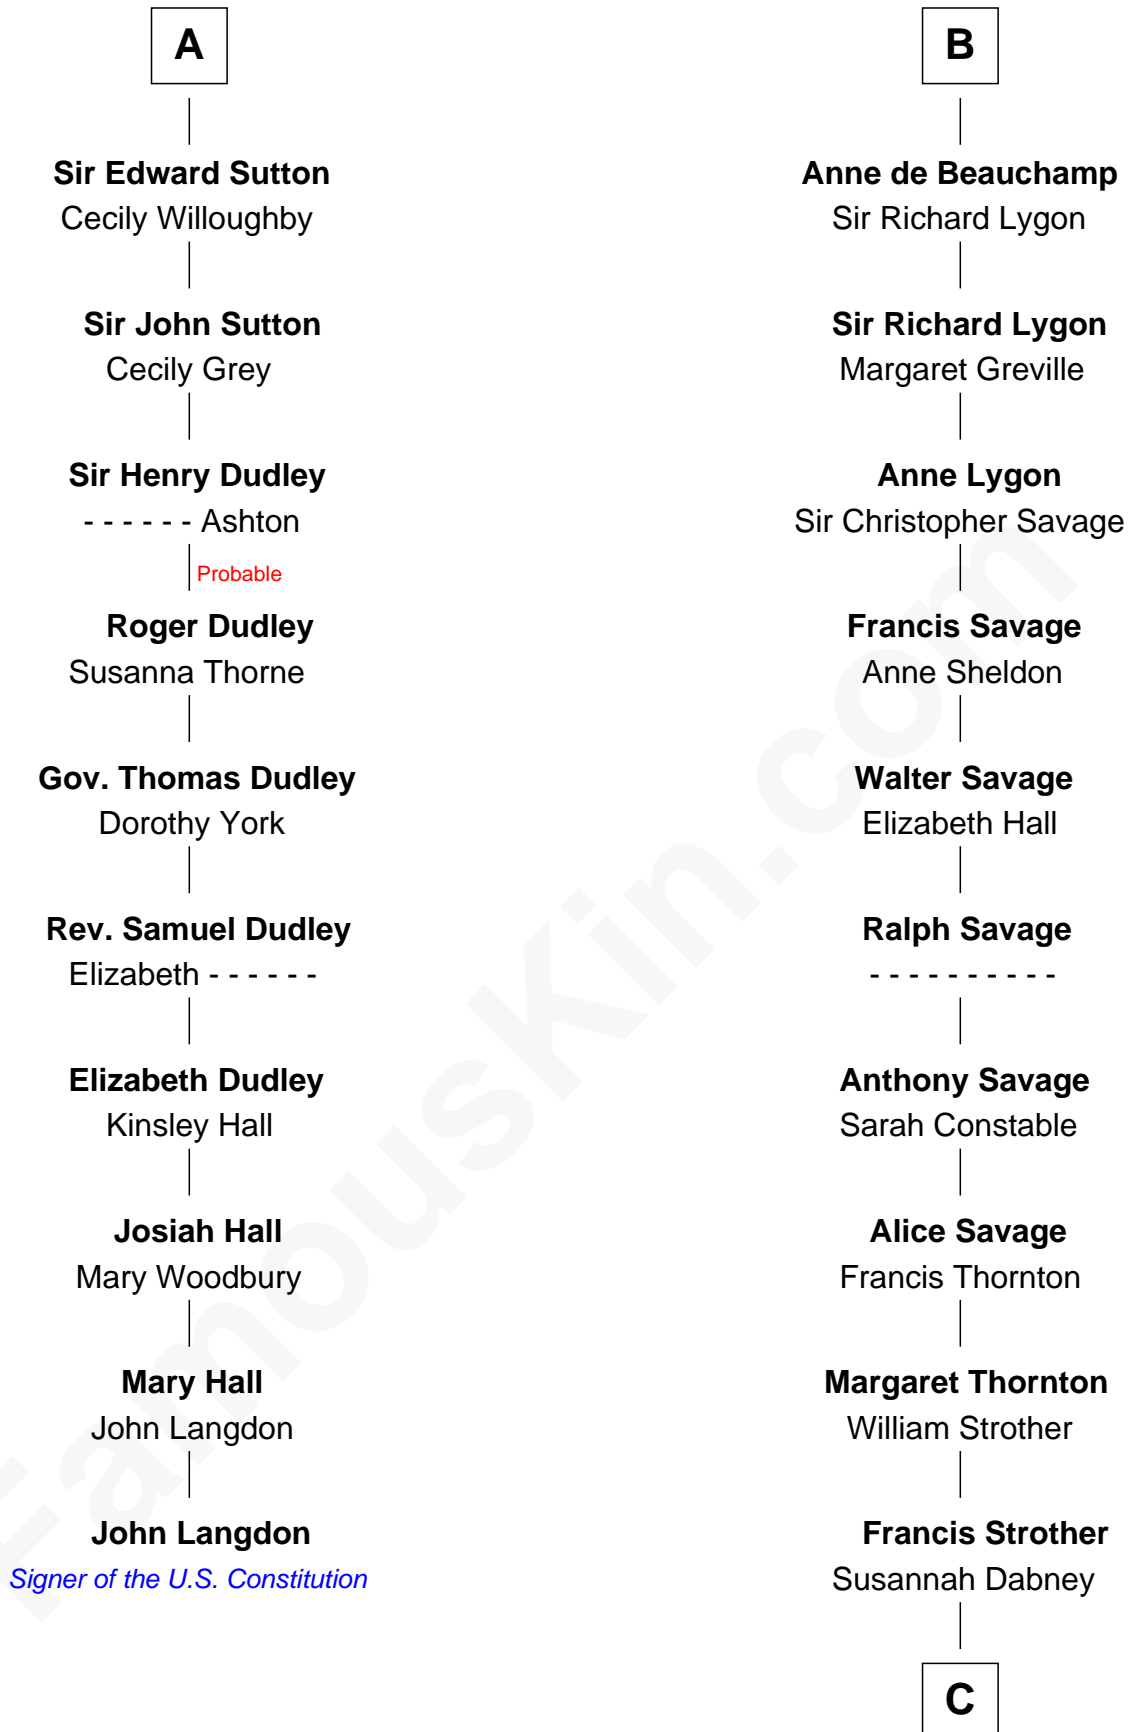 A
Sir Edward Sutton
Cecily Willoughby
Sir John Sutton
Cecily Grey
Sir Henry Dudley
- - - - - - Ashton
Probable
Roger Dudley
Susanna Thorne
Gov. Thomas Dudley
Dorothy York
Rev. Samuel Dudley
Elizabeth - - - - - -
Elizabeth Dudley
Kinsley Hall
Josiah Hall
Mary Woodbury
Mary Hall
John Langdon
John Langdon
Signer of the U.S. Constitution
B
Anne de Beauchamp
Sir Richard Lygon
Sir Richard Lygon
Margaret Greville
Anne Lygon
Sir Christopher Savage
Francis Savage
Anne Sheldon
Walter Savage
Elizabeth Hall
Ralph Savage
- - - - - - - - - -
Anthony Savage
Sarah Constable
Alice Savage
Francis Thornton
Margaret Thornton
William Strother
Francis Strother
Susannah Dabney
C
FamousKin.com